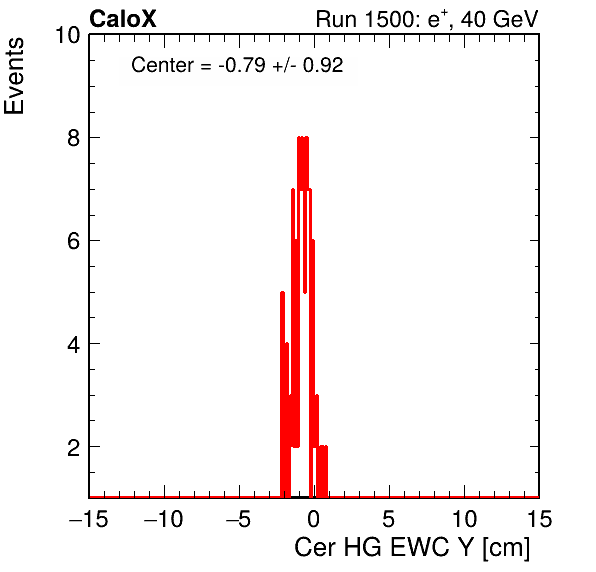 CaloX Run 1500: e⁺, 40 GeV
Center = -0.79 +/- 0.92
Events
10
8
6
4
2
−15 −10 −5 0 5 10 15
Cer HG EWC Y [cm]